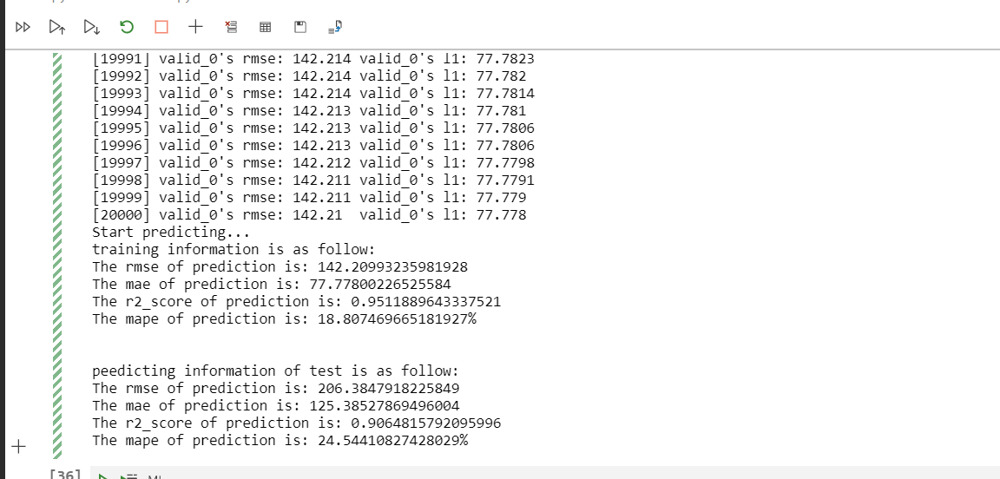 [19991] valid_0's rmse: 142.214 valid_0's l1: 77.7823
[19992] valid_0's rmse: 142.214 valid_0's l1: 77.782
[19993] valid_0's rmse: 142.214 valid_0's l1: 77.7814
[19994] valid_0's rmse: 142.213 valid_0's l1: 77.781
[19995] valid_0's rmse: 142.213 valid_0's l1: 77.7806
[19996] valid_0's rmse: 142.213 valid_0's l1: 77.7806
[19997] valid_0's rmse: 142.212 valid_0's l1: 77.7798
[19998] valid_0's rmse: 142.211 valid_0's l1: 77.7791
[19999] valid_0's rmse: 142.211 valid_0's l1: 77.779
[20000] valid_0's rmse: 142.21  valid_0's l1: 77.778
Start predicting...
training information is as follow:
The rmse of prediction is: 142.20993235981928
The mae of prediction is: 77.77800226525584
The r2_score of prediction is: 0.9511889643337521
The mape of prediction is: 18.807469665181927%
peedicting information of test is as follow:
The rmse of prediction is: 206.3847918225849
The mae of prediction is: 125.38527869496004
The r2_score of prediction is: 0.9064815792095996
The mape of prediction is: 24.54410827428029%
[36]